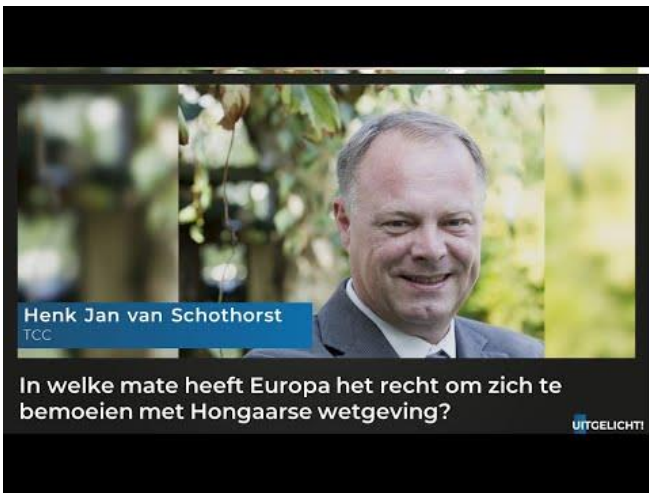 Henk Jan van Schothorst
TCC
In welke mate heeft Europa het recht om zich te
bemoeien met Hongaarse wetgeving?
UITGELICHT!